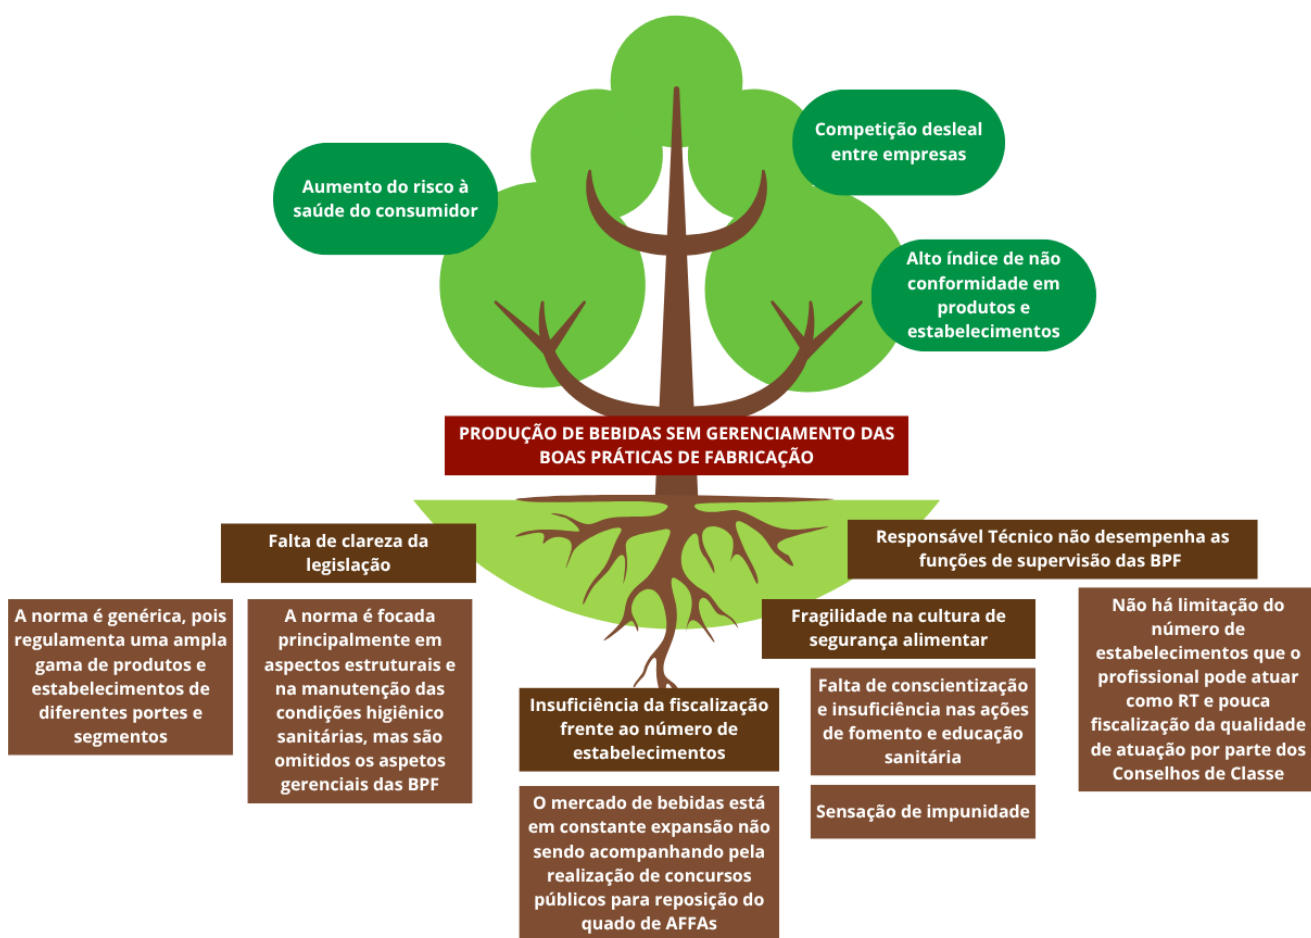 Competição desleal
entre empresas
Aumento do risco à
saúde do consumidor
Alto índice de não
conformidade em
produtos e
estabelecimentos
PRODUÇÃO DE BEBIDAS SEM GERENCIAMENTO DAS
BOAS PRÁTICAS DE FABRICAÇÃO
Falta de clareza da
legislação
A norma é genérica, pois
regulamenta uma ampla
gama de produtos e
estabelecimentos de
diferentes portes e
segmentos
A norma é focada
principalmente em
aspectos estruturais e
na manutenção das
condições higiênico
sanitárias, mas são
omitidos os aspetos
gerenciais das BPF
Insuficiência da fiscalização
frente ao número de
estabelecimentos
O mercado de bebidas está
em constante expansão não
sendo acompanhando pela
realização de concursos
públicos para reposição do
quado de AFFAs
Fragilidade na cultura de
segurança alimentar
Falta de conscientização
e insuficiência nas ações
de fomento e educação
sanitária
Sensação de impunidade
Responsável Técnico não desempenha as
funções de supervisão das BPF
Não há limitação do
número de
estabelecimentos que o
profissional pode atuar
como RT e pouca
fiscalização da qualidade
de atuação por parte dos
Conselhos de Classe